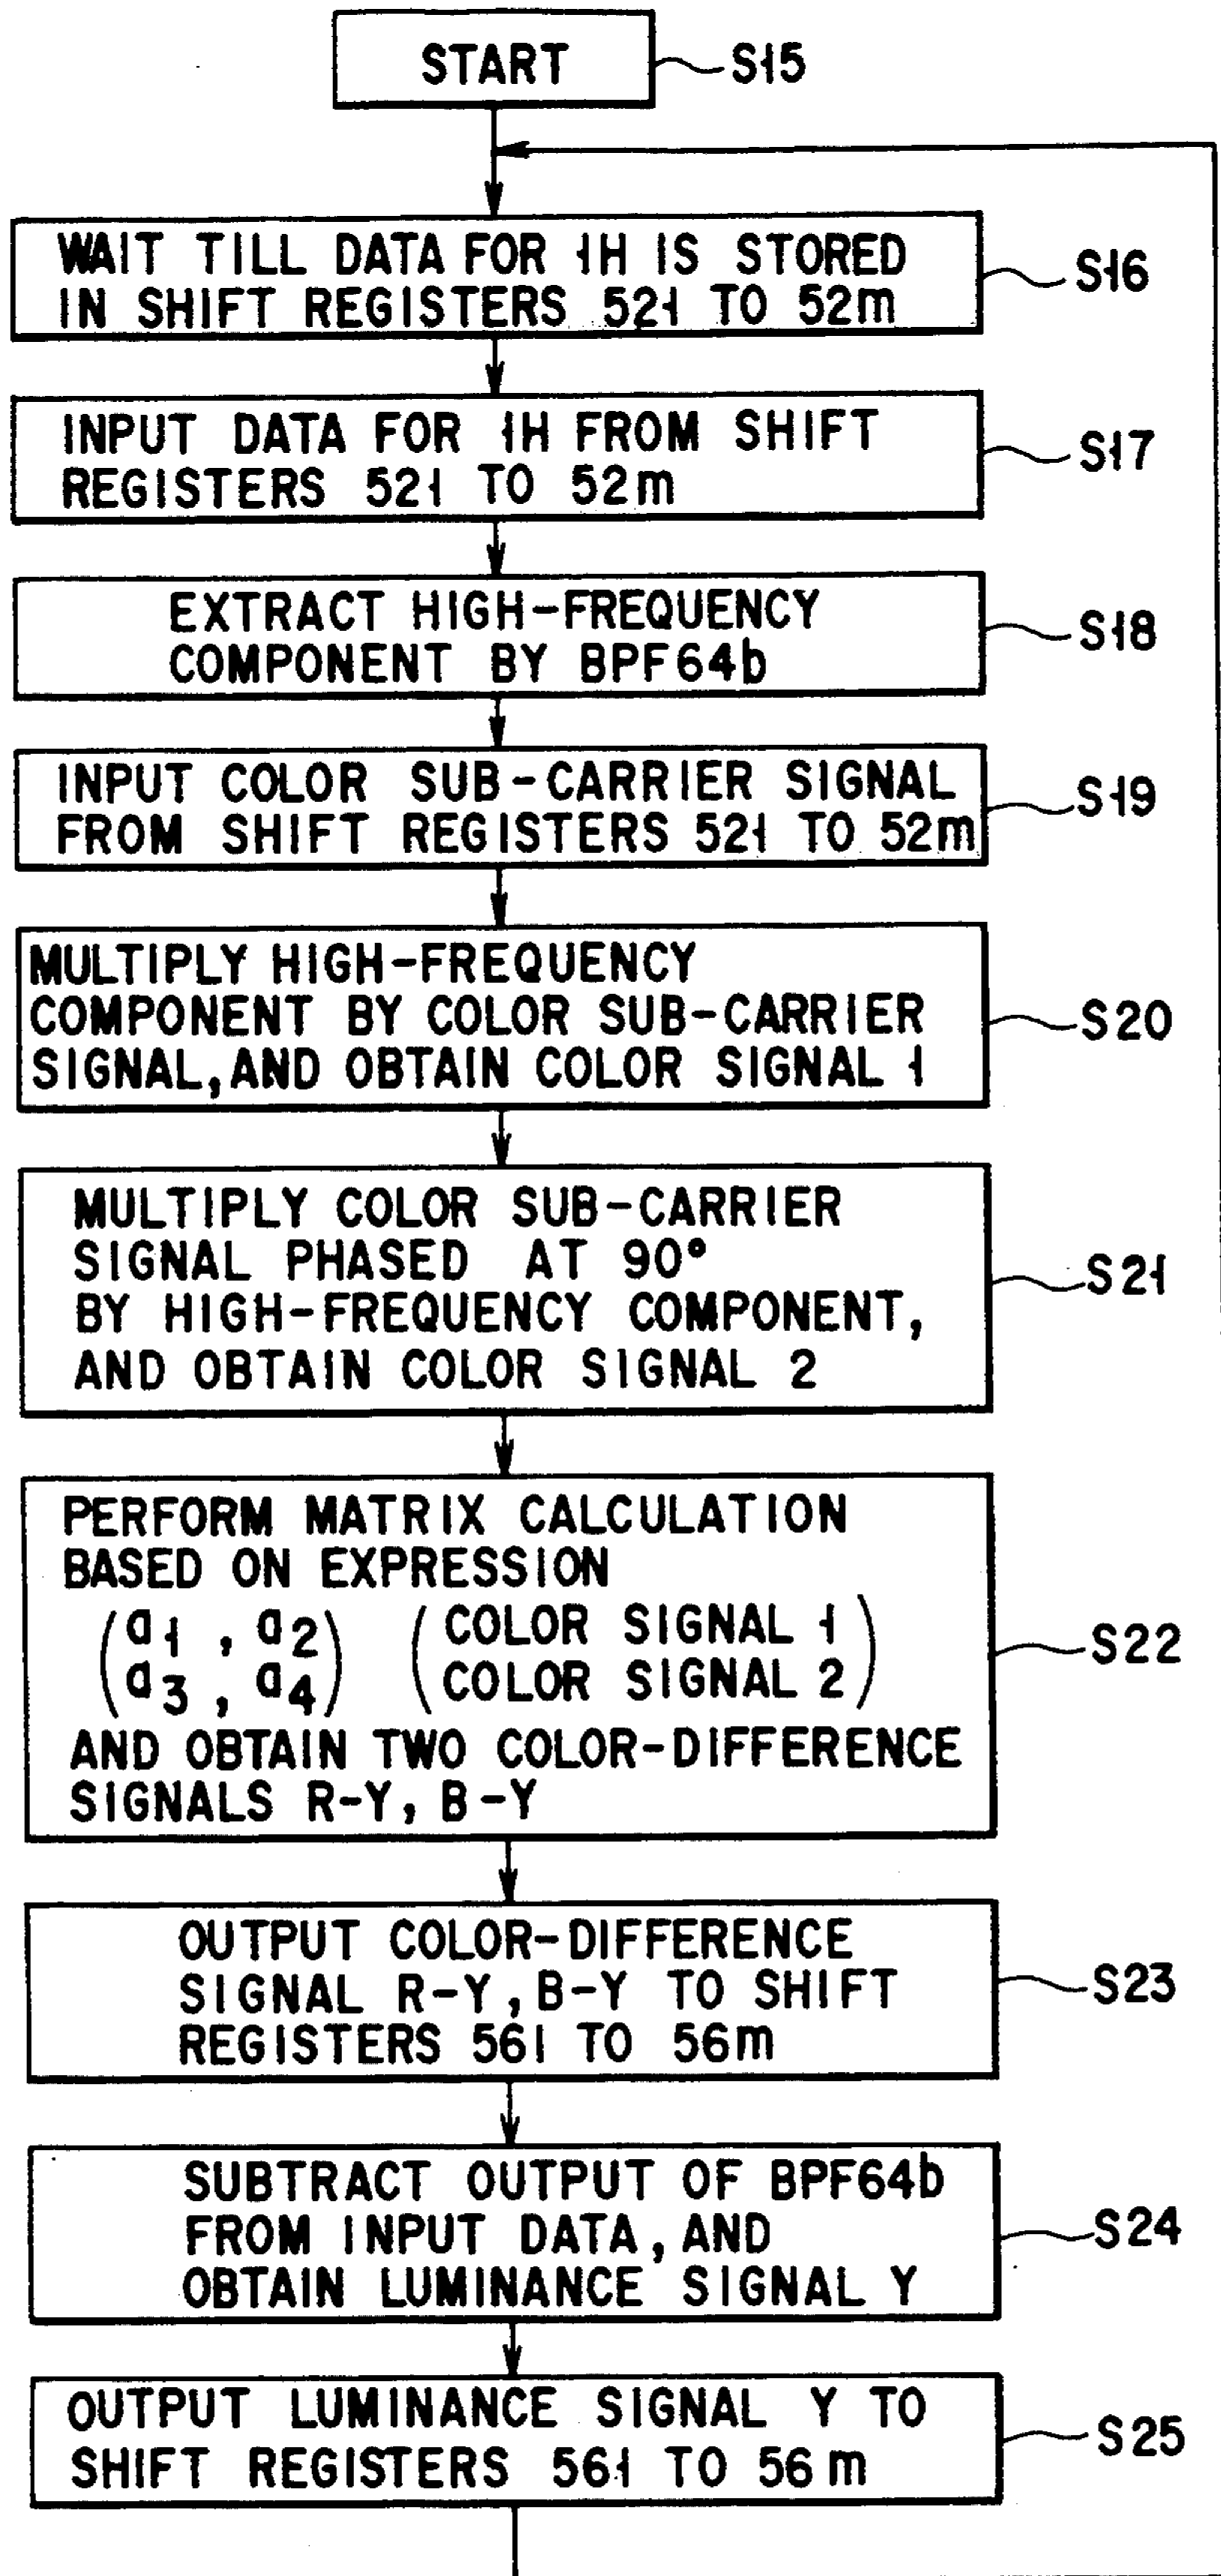 START
S15
WAIT TILL DATA FOR 1H IS STORED
IN SHIFT REGISTERS 521 TO 52m
S16
INPUT DATA FOR 1H FROM SHIFT
REGISTERS 521 TO 52m
S17
EXTRACT HIGH-FREQUENCY
COMPONENT BY BPF64b
S18
INPUT COLOR SUB-CARRIER SIGNAL
FROM SHIFT REGISTERS 521 TO 52m
S19
MULTIPLY HIGH-FREQUENCY
COMPONENT BY COLOR SUB-CARRIER
SIGNAL, AND OBTAIN COLOR SIGNAL 1
S20
MULTIPLY COLOR SUB-CARRIER
SIGNAL PHASED AT 90°
BY HIGH-FREQUENCY COMPONENT,
AND OBTAIN COLOR SIGNAL 2
S21
PERFORM MATRIX CALCULATION
BASED ON EXPRESSION
(a1 , a2) (COLOR SIGNAL 1)
(a3 , a4) (COLOR SIGNAL 2)
AND OBTAIN TWO COLOR-DIFFERENCE
SIGNALS R-Y, B-Y
S22
OUTPUT COLOR-DIFFERENCE
SIGNAL R-Y, B-Y TO SHIFT
REGISTERS 561 TO 56m
S23
SUBTRACT OUTPUT OF BPF64b
FROM INPUT DATA, AND
OBTAIN LUMINANCE SIGNAL Y
S24
OUTPUT LUMINANCE SIGNAL Y TO
SHIFT REGISTERS 561 TO 56m
S25